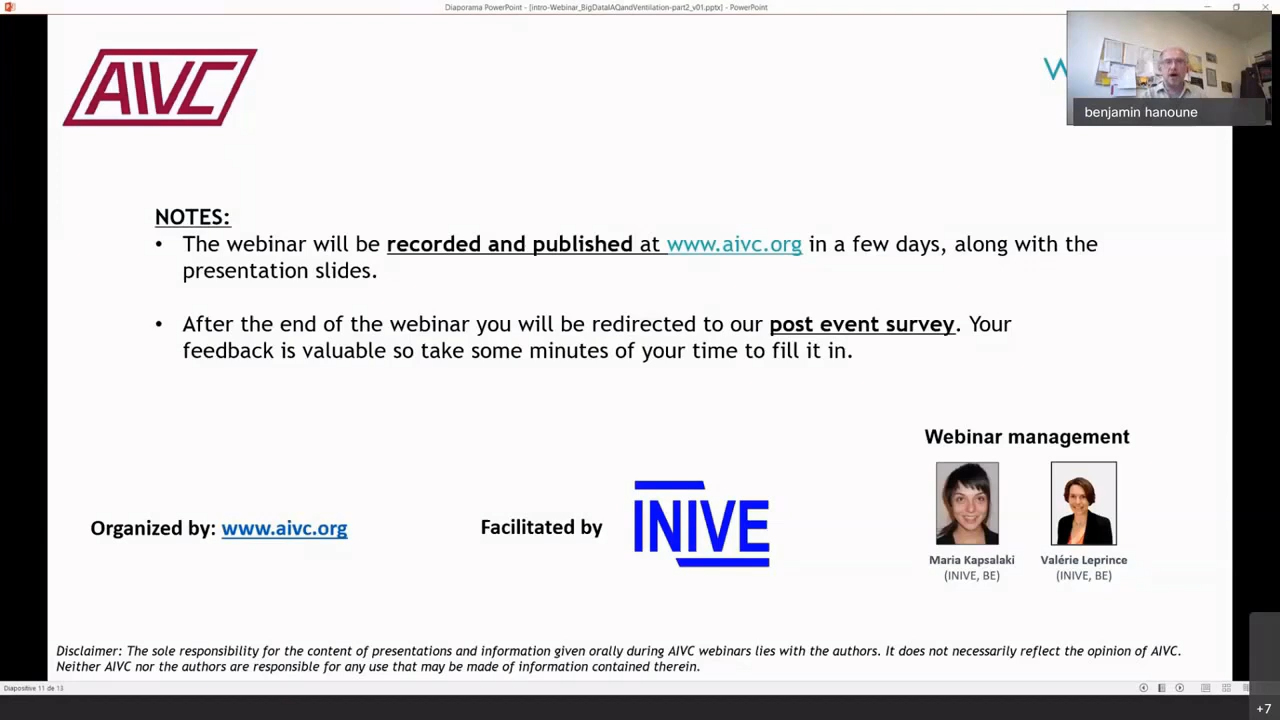 Diaporama PowerPoint - [intro-Webinar_BigDataIAQandVentilation-part2_v01.pptx] - PowerPoint
AIVC
W
benjamin hanoune
NOTES:
• The webinar will be recorded and published at www.aivc.org in a few days, along with the
presentation slides.
• After the end of the webinar you will be redirected to our post event survey. Your
feedback is valuable so take some minutes of your time to fill it in.
Webinar management
Organized by: www.aivc.org
Facilitated by
INIVE
Maria Kapsalaki
(INIVE, BE)
Valérie Leprince
(INIVE, BE)
Disclaimer: The sole responsibility for the content of presentations and information given orally during AIVC webinars lies with the authors. It does not necessarily reflect the opinion of AIVC.
Neither AIVC nor the authors are responsible for any use that may be made of information contained therein.
Diapositive 11 de 13
+7